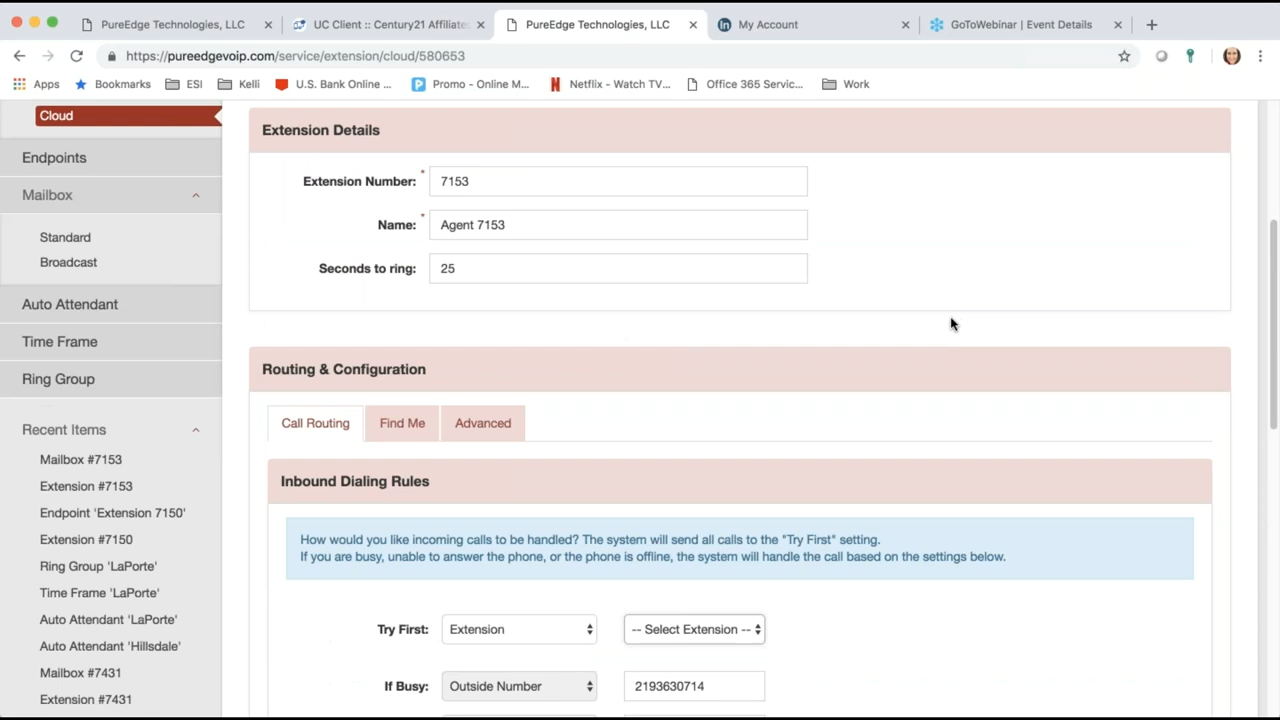 PureEdge Technologies, LLC
UC Client :: Century21 Affiliate
PureEdge Technologies, LLC
My Account
GoToWebinar | Event Details
https://pureedgevoip.com/service/extension/cloud/580653
Apps
Bookmarks
ESI
Kelli
U.S. Bank Online ...
Promo - Online M...
Netflix - Watch TV...
Office 365 Servic...
Work
Cloud
Endpoints
Mailbox
Standard
Broadcast
Auto Attendant
Time Frame
Ring Group
Recent Items
Mailbox #7153
Extension #7153
Endpoint 'Extension 7150'
Extension #7150
Ring Group 'LaPorte'
Time Frame 'LaPorte'
Auto Attendant 'LaPorte'
Auto Attendant 'Hillsdale'
Mailbox #7431
Extension #7431
Extension Details
Extension Number: * 7153
Name: * Agent 7153
Seconds to ring: 25
Routing & Configuration
Call Routing Find Me Advanced
Inbound Dialing Rules
How would you like incoming calls to be handled? The system will send all calls to the "Try First" setting.
If you are busy, unable to answer the phone, or the phone is offline, the system will handle the call based on the settings below.
Try First: Extension -- Select Extension --
If Busy: Outside Number 2193630714